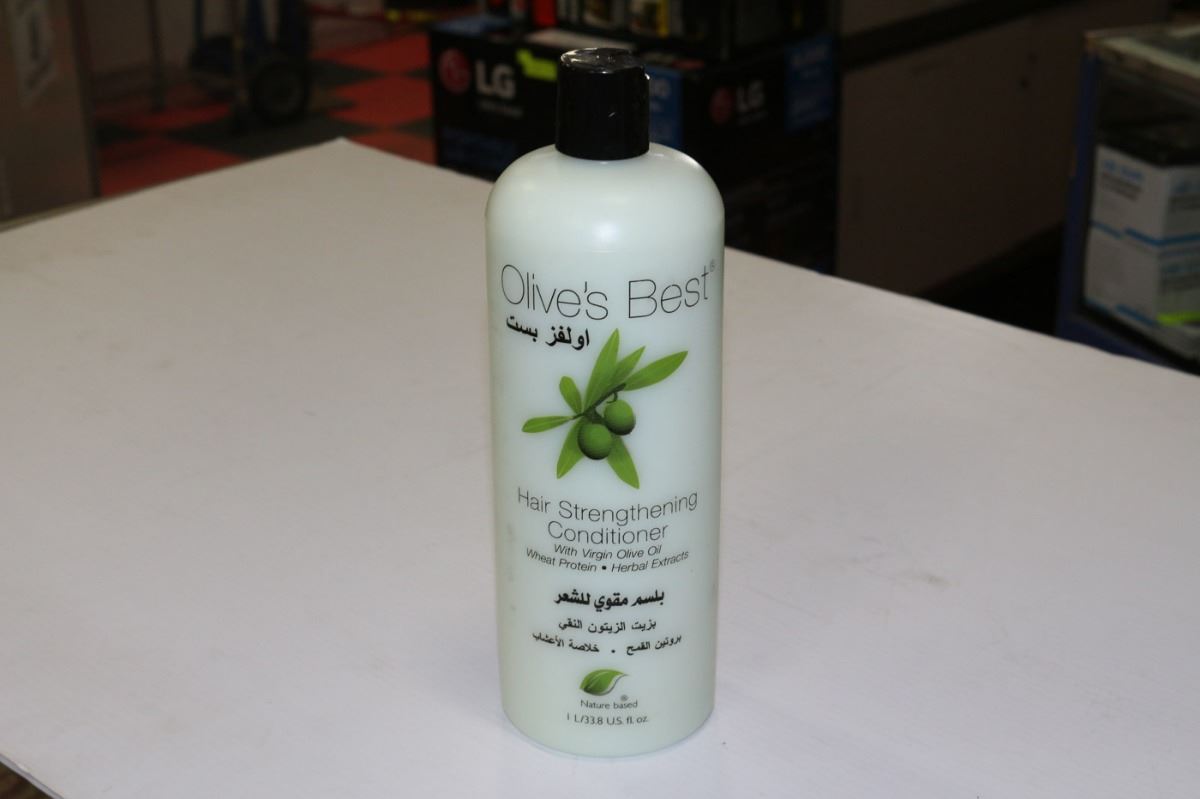 LG
LG
Olive's Best®
اولفز بست
Hair Strengthening
Conditioner
With Virgin Olive Oil
Wheat Protein • Herbal Extracts
بلسم مقوي للشعر
بزيت الزيتون النقي
بروتين القمح . خلاصة الأعشاب
Nature based®
1 L/33.8 U.S. fl. oz.